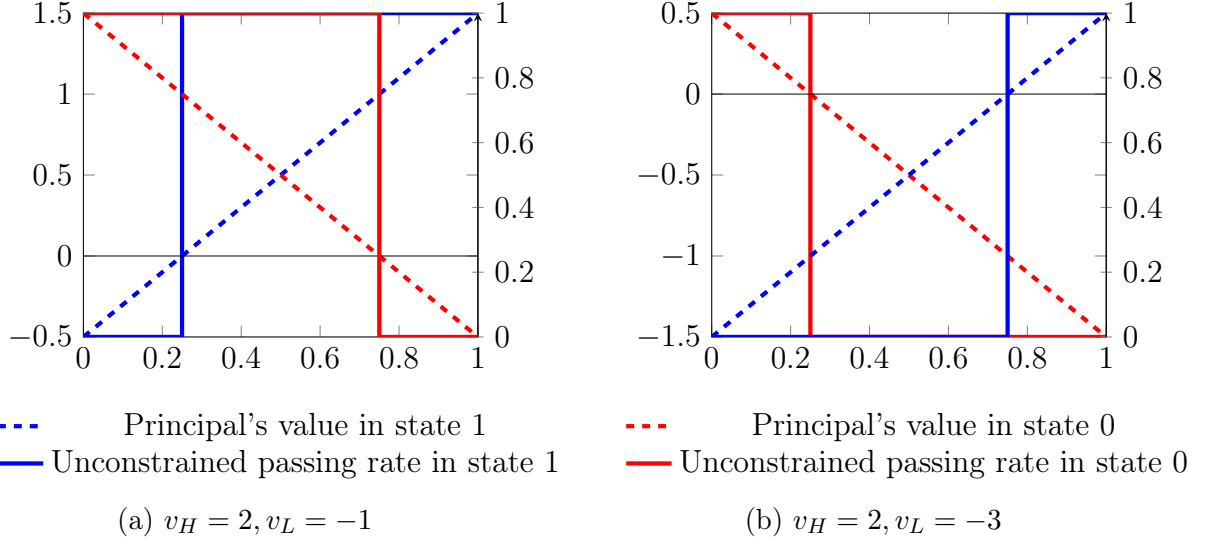 1.5 1 0.5 1
1 0.8 0 0.8
0.5 0.6 −0.5 0.6
0.4 0.4
0 0.2 −1 0.2
−0.5 0 −1.5 0
0 0.2 0.4 0.6 0.8 1 0 0.2 0.4 0.6 0.8 1
Principal's value in state 1 Principal's value in state 0
Unconstrained passing rate in state 1 Unconstrained passing rate in state 0
(a) v_H = 2, v_L = −1 (b) v_H = 2, v_L = −3